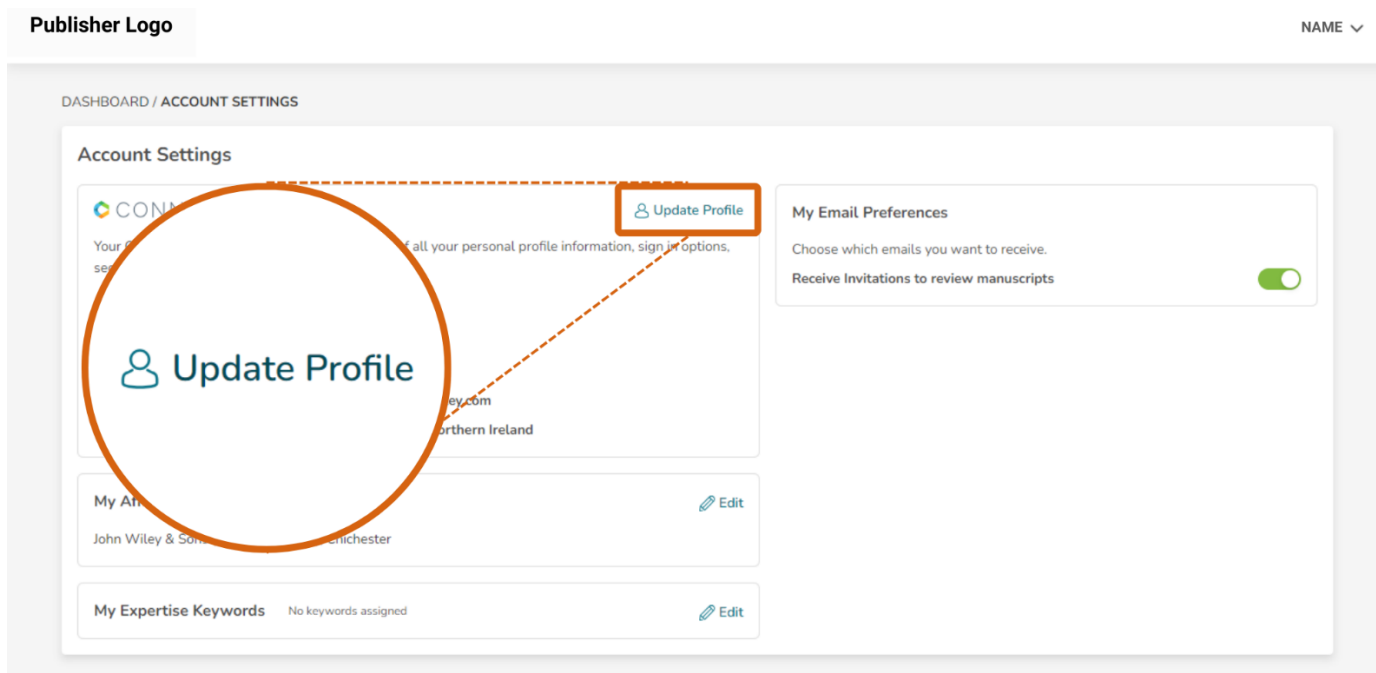 Publisher Logo
NAME
DASHBOARD / ACCOUNT SETTINGS
Account Settings
Update Profile
Your
f all your personal profile information, sign in options,
Update Profile
ey.com
orthern Ireland
My
Edit
John Wiley & Sons
Chichester
My Expertise Keywords No keywords assigned
Edit
My Email Preferences
Choose which emails you want to receive.
Receive Invitations to review manuscripts